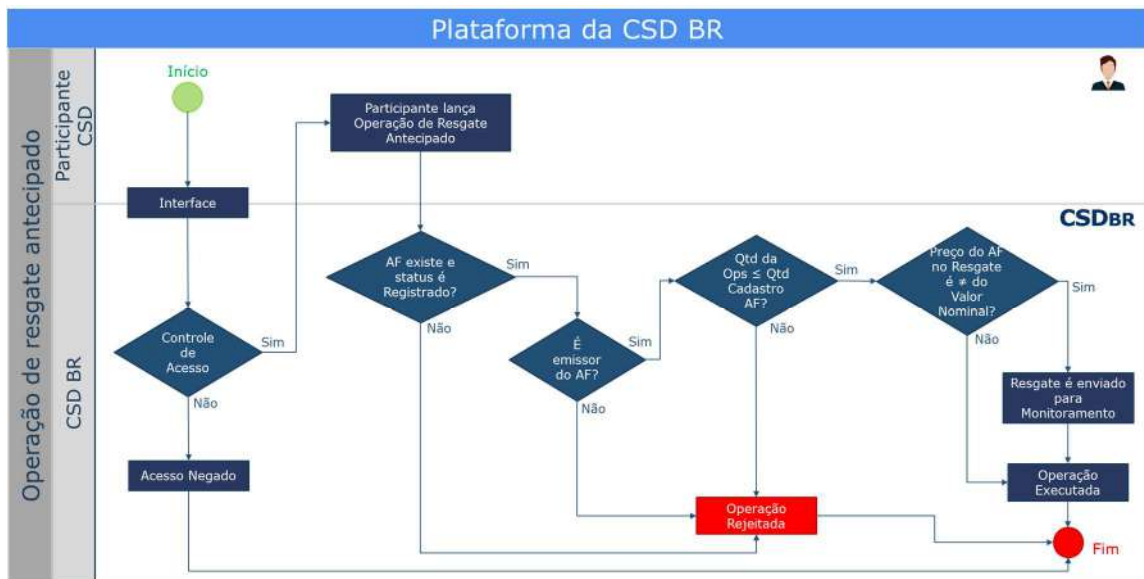 Plataforma da CSD BR
Operação de resgate antecipado
Participante
CSD
CSD BR
Início
Participante lança
Operação de Resgate
Antecipado
Interface
CSDBR
AF existe e
status é
Registrado?
Sim
Não
Qtd da
Ops ≤ Qtd
Cadastro
AF?
Sim
Não
Preço do AF
no Resgate
é ≠ do
Valor
Nominal?
Sim
Não
Controle
de
Acesso
Sim
Não
É
emissor
do AF?
Sim
Não
Resgate é enviado
para
Monitoramento
Acesso Negado
Operação
Executada
Operação
Rejeitada
Fim